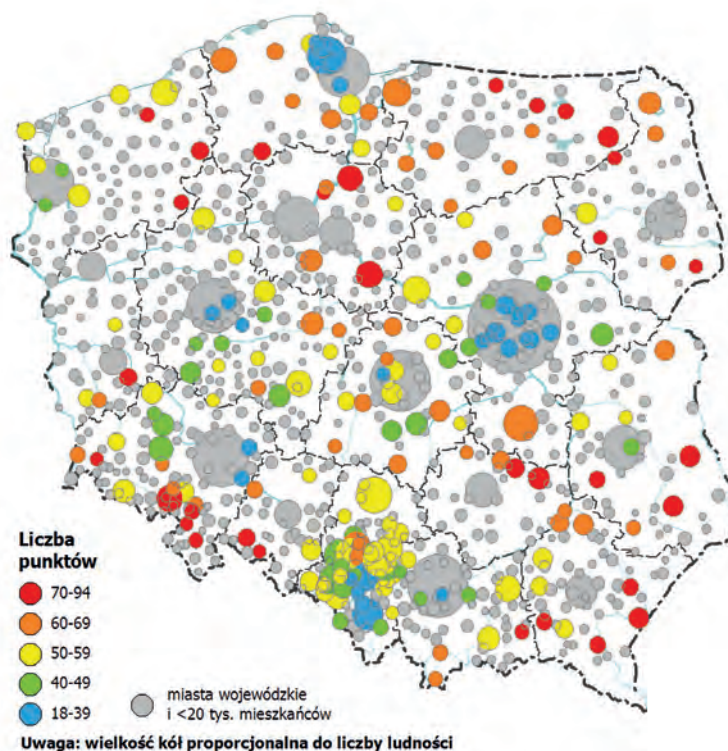 Liczba
punktów
70-94
60-69
50-59
40-49
18-39
miasta wojewódzkie
i <20 tys. mieszkańców
Uwaga: wielkość kół proporcjonalna do liczby ludności